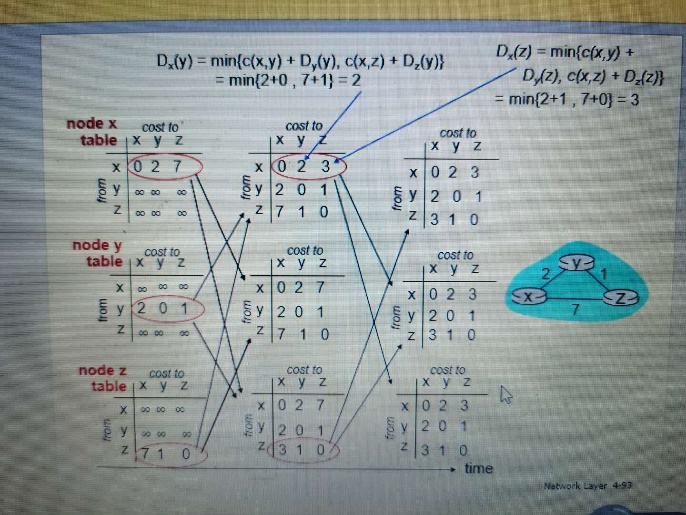 Dx(y) = min{c(x,y) + Dy(y), c(x,z) + Dz(y)}
= min{2+0 , 7+1} = 2
Dx(z) = min{c(x,y) +
Dy(z), c(x,z) + Dz(z)}
= min{2+1 , 7+0} = 3
node x
table
cost to
x y z
from
x 0 2 7
y ∞ ∞ ∞
z ∞ ∞ ∞
cost to
x y z
from
x 0 2 3
y 2 0 1
z 7 1 0
cost to
x y z
from
x 0 2 3
y 2 0 1
z 3 1 0
node y
table
cost to
x y z
from
x ∞ ∞ ∞
y 2 0 1
z ∞ ∞ ∞
cost to
x y z
from
x 0 2 7
y 2 0 1
z 7 1 0
cost to
x y z
from
x 0 2 3
y 2 0 1
z 3 1 0
y
2 1
x z
7
node z
table
cost to
x y z
from
x ∞ ∞ ∞
y ∞ ∞ ∞
z 7 1 0
cost to
x y z
from
x 0 2 7
y 2 0 1
z 3 1 0
cost to
x y z
from
x 0 2 3
y 2 0 1
z 3 1 0
time
Network Layer 4-93